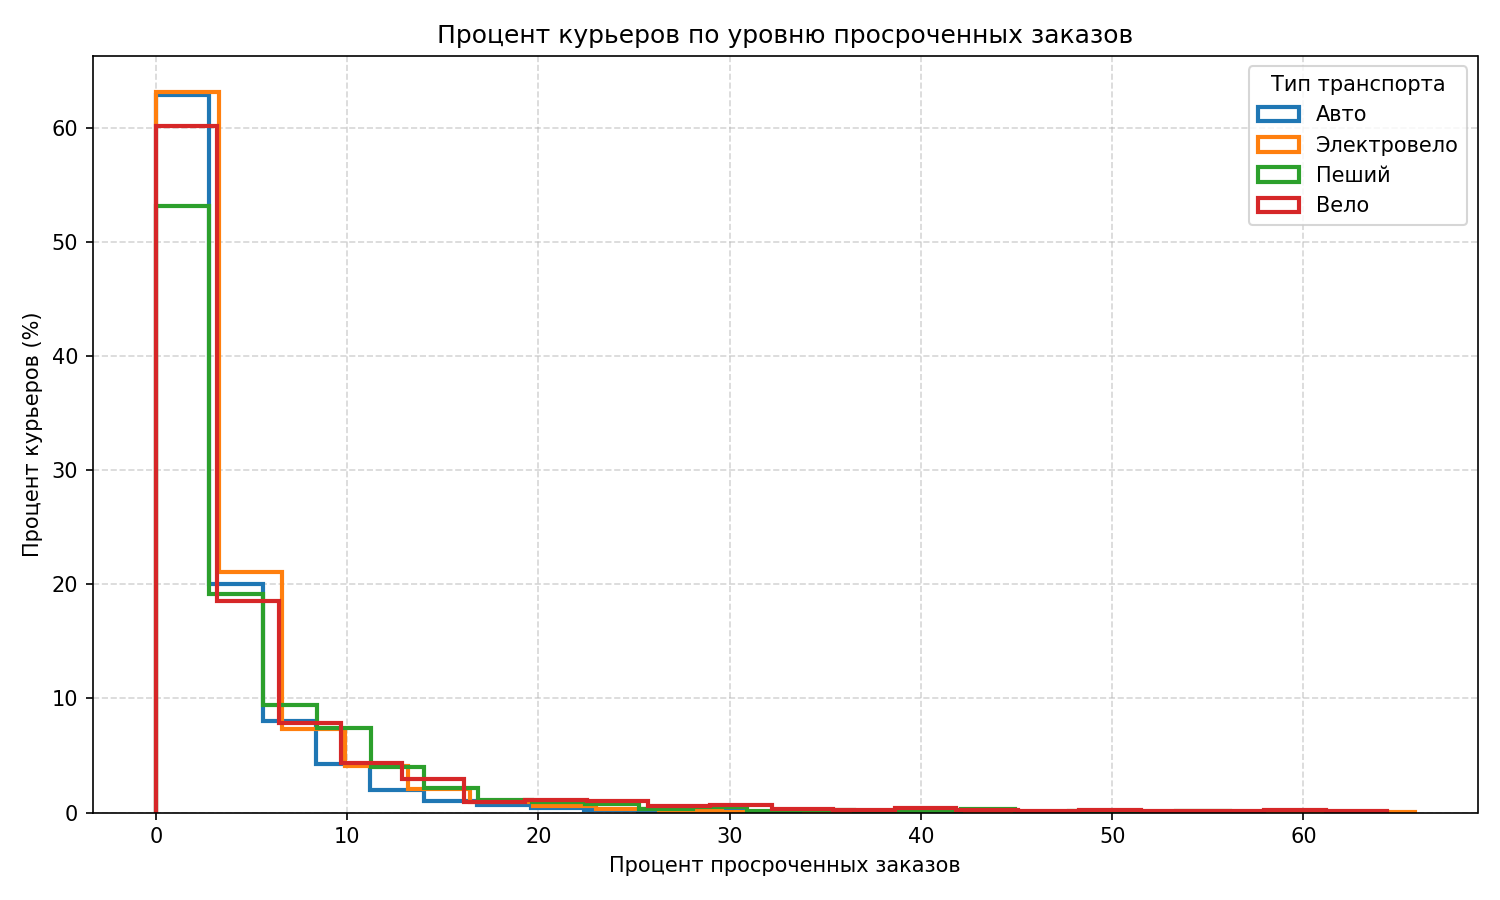 Процент курьеров по уровню просроченных заказов
Тип транспорта
Авто
Электровело
Пеший
Вело
Процент курьеров (%)
60
50
40
30
20
10
0
0 10 20 30 40 50 60
Процент просроченных заказов